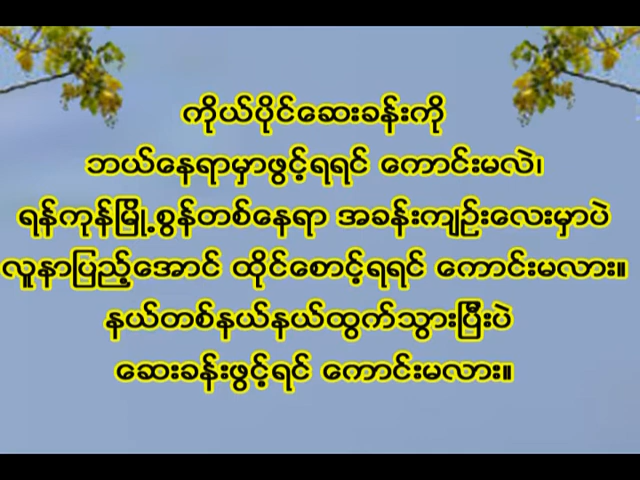 ကိုယ်ပိုင်ဆေးခန်းကို
ဘယ်နေရာမှာဖွင့်ရရင် ကောင်းမလဲ၊
ရန်ကုန်မြို့စွန်တစ်နေရာ အခန်းကျဉ်းလေးမှာပဲ
လူနာပြည့်အောင် ထိုင်စောင့်ရရင် ကောင်းမလား။
နယ်တစ်နယ်နယ်ထွက်သွားပြီးပဲ
ဆေးခန်းဖွင့်ရင် ကောင်းမလား။